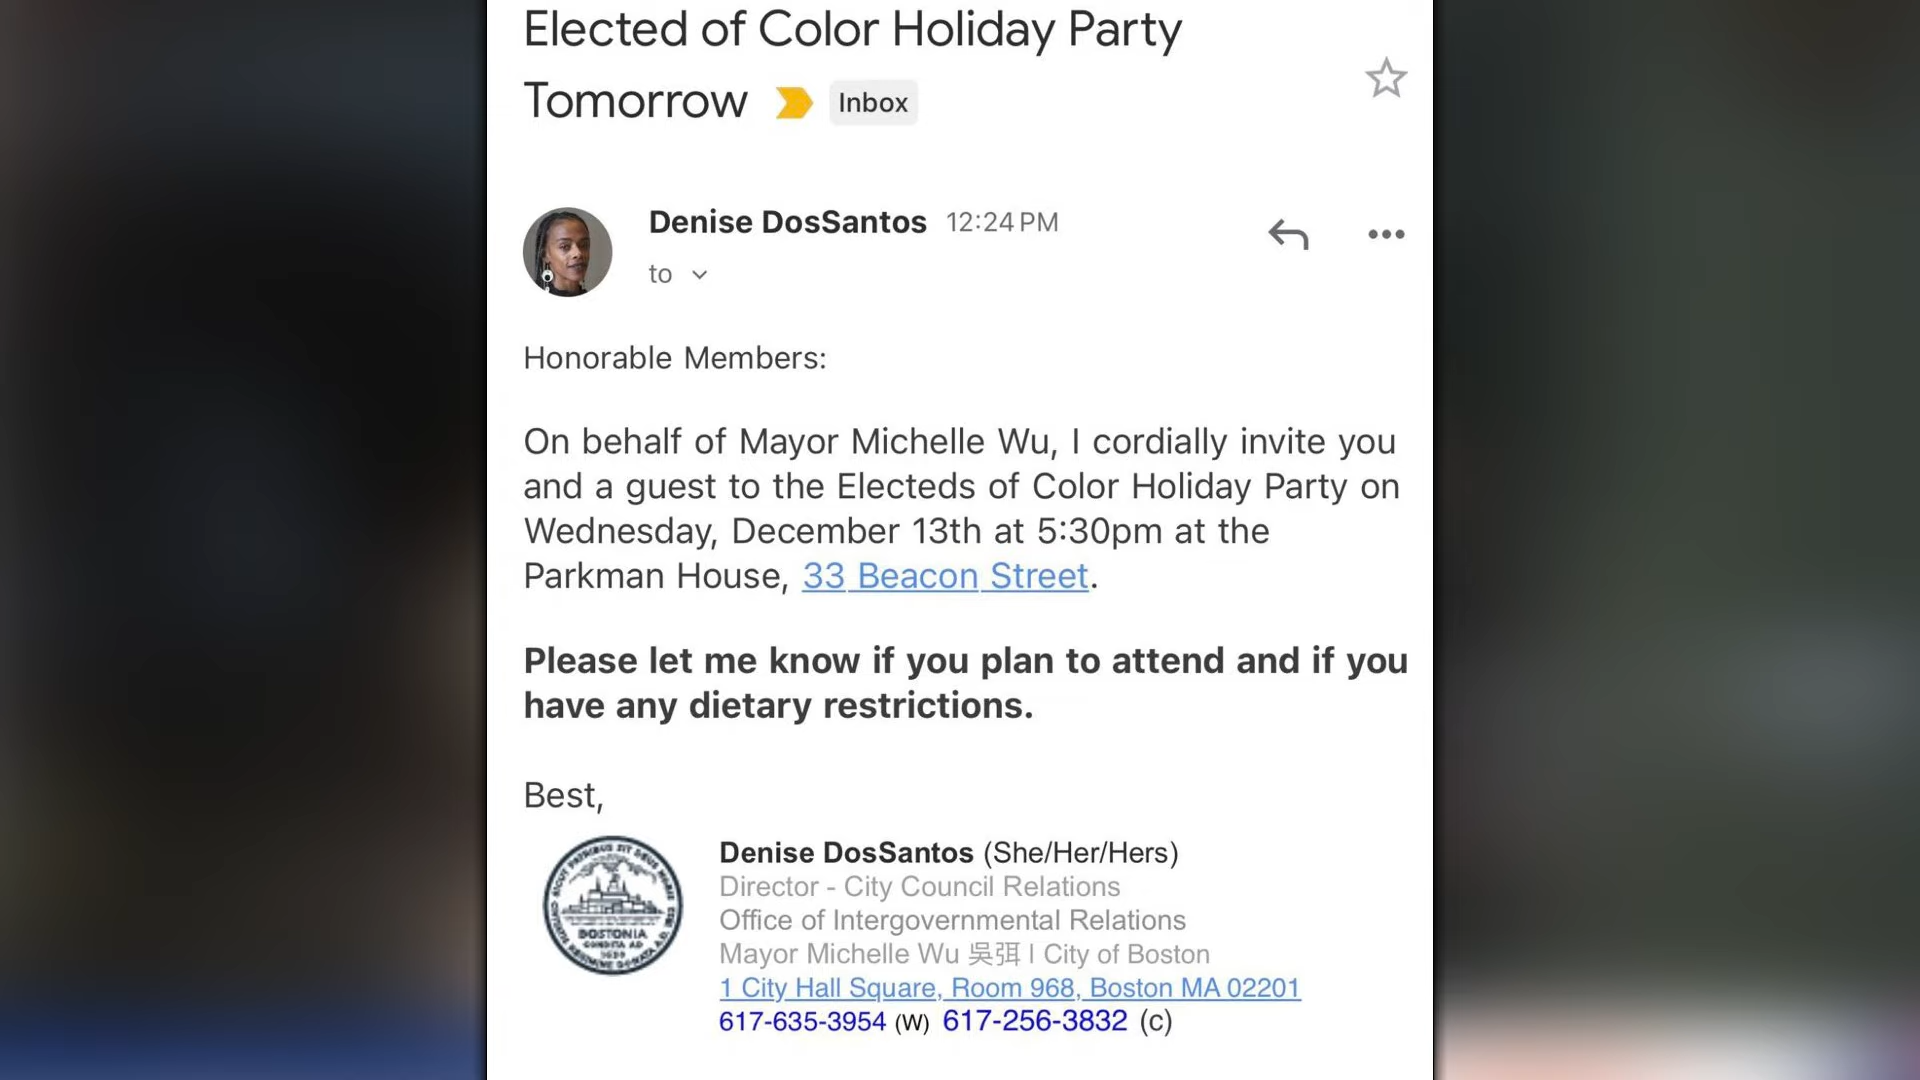 Elected of Color Holiday Party
Tomorrow Inbox
Denise DosSantos 12:24 PM
to
Honorable Members:
On behalf of Mayor Michelle Wu, I cordially invite you
and a guest to the Electeds of Color Holiday Party on
Wednesday, December 13th at 5:30pm at the
Parkman House, 33 Beacon Street.
Please let me know if you plan to attend and if you
have any dietary restrictions.
Best,
BOSTONIA
CONDITA AD
Denise DosSantos (She/Her/Hers)
Director - City Council Relations
Office of Intergovernmental Relations
Mayor Michelle Wu 吳弭 I City of Boston
1 City Hall Square, Room 968, Boston MA 02201
617-635-3954 (W) 617-256-3832 (c)